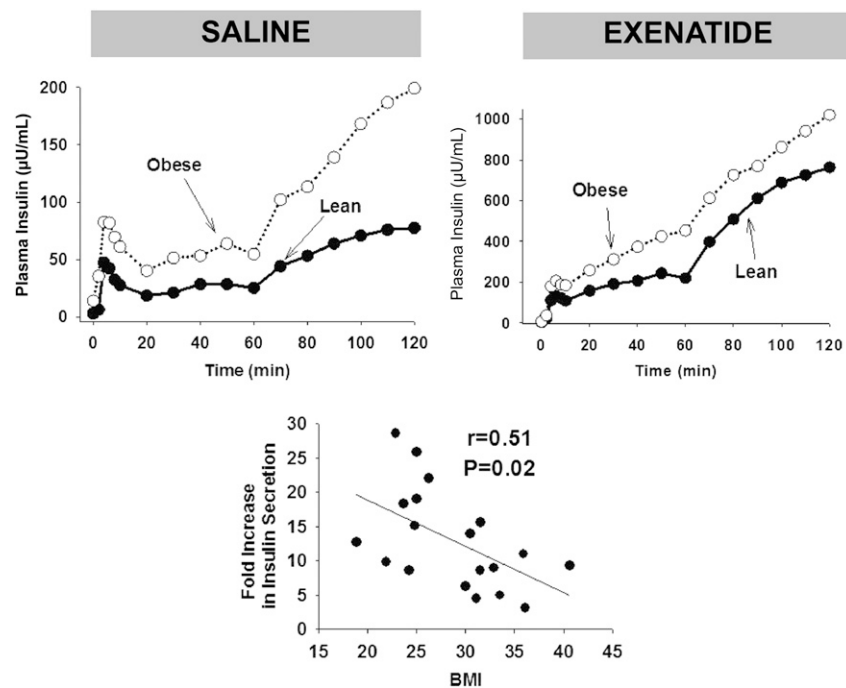 SALINE
EXENATIDE
Plasma Insulin (µU/mL)
200
150
100
50
0
Obese
Lean
0 20 40 60 80 100 120
Time (min)
Plasma Insulin (µU/mL)
1000
800
600
400
200
0
Obese
Lean
0 20 40 60 80 100 120
Time (min)
Fold Increase
in Insulin Secretion
30
25
20
15
10
5
0
r=0.51
P=0.02
15 20 25 30 35 40 45
BMI